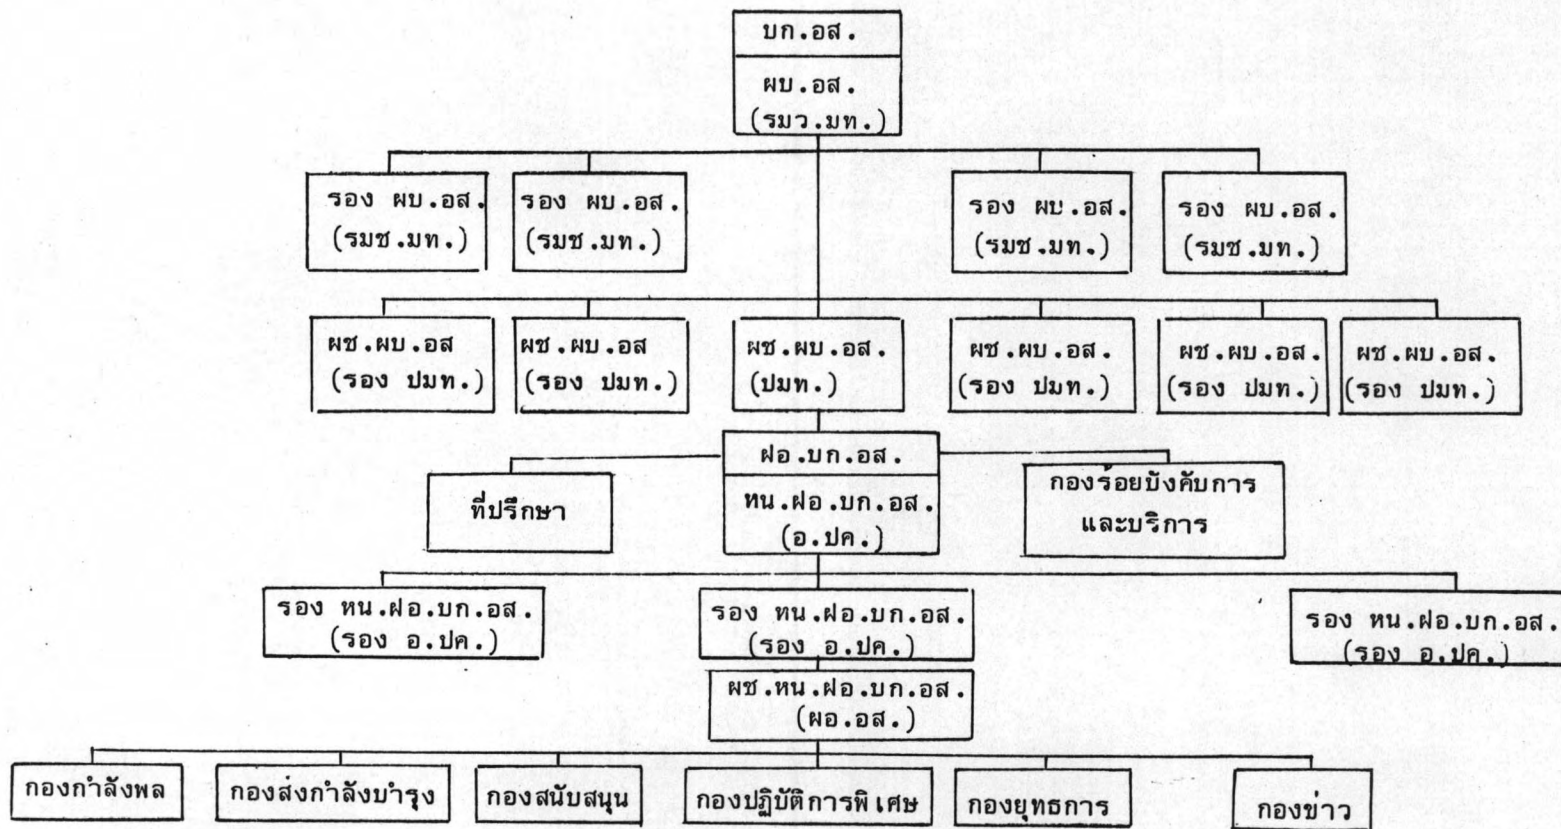 บก.อส.
ผบ.อส.
(รมว.มท.)
รอง ผบ.อส.
(รมช.มท.)
รอง ผบ.อส.
(รมช.มท.)
รอง ผบ.อส.
(รมช.มท.)
รอง ผบ.อส.
(รมช.มท.)
ผช.ผบ.อส
(รอง ปมท.)
ผช.ผบ.อส
(รอง ปมท.)
ผช.ผบ.อส.
(ปมท.)
ผช.ผบ.อส.
(รอง ปมท.)
ผช.ผบ.อส.
(รอง ปมท.)
ผช.ผบ.อส.
(รอง ปมท.)
ฝอ.บก.อส.
หน.ฝอ.บก.อส.
(อ.ปค.)
ที่ปรึกษา
กองร้อยบังคับการ
และบริการ
รอง หน.ฝอ.บก.อส.
(รอง อ.ปค.)
รอง หน.ฝอ.บก.อส.
(รอง อ.ปค.)
รอง หน.ฝอ.บก.อส.
(รอง อ.ปค.)
ผช.หน.ฝอ.บก.อส.
(ผอ.อส.)
กองกำลังพล
กองส่งกำลังบำรุง
กองสนับสนุน
กองปฏิบัติการพิเศษ
กองยุทธการ
กองข่าว